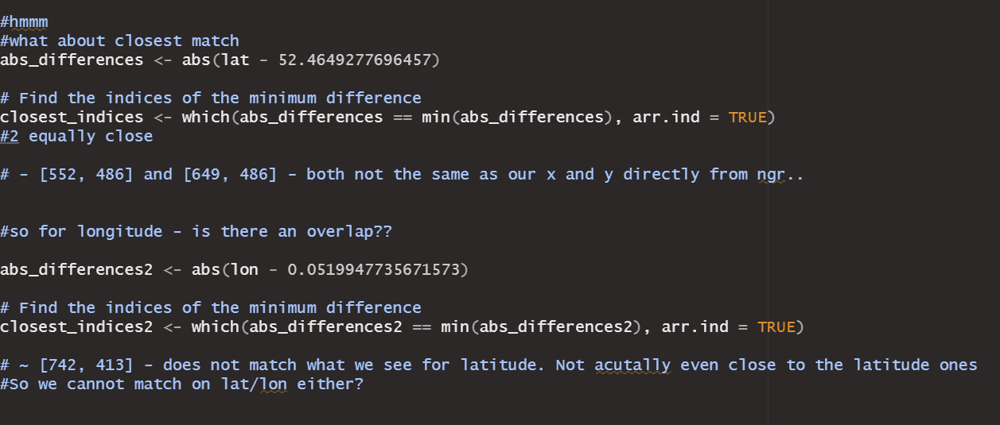 #hmmm
#what about closest match
abs_differences <- abs(lat - 52.4649277696457)
# Find the indices of the minimum difference
closest_indices <- which(abs_differences == min(abs_differences), arr.ind = TRUE)
#2 equally close
# - [552, 486] and [649, 486] - both not the same as our x and y directly from ngr..
#so for longitude - is there an overlap??
abs_differences2 <- abs(lon - 0.0519947735671573)
# Find the indices of the minimum difference
closest_indices2 <- which(abs_differences2 == min(abs_differences2), arr.ind = TRUE)
# ~ [742, 413] - does not match what we see for latitude. Not acutally even close to the latitude ones
#So we cannot match on lat/lon either?